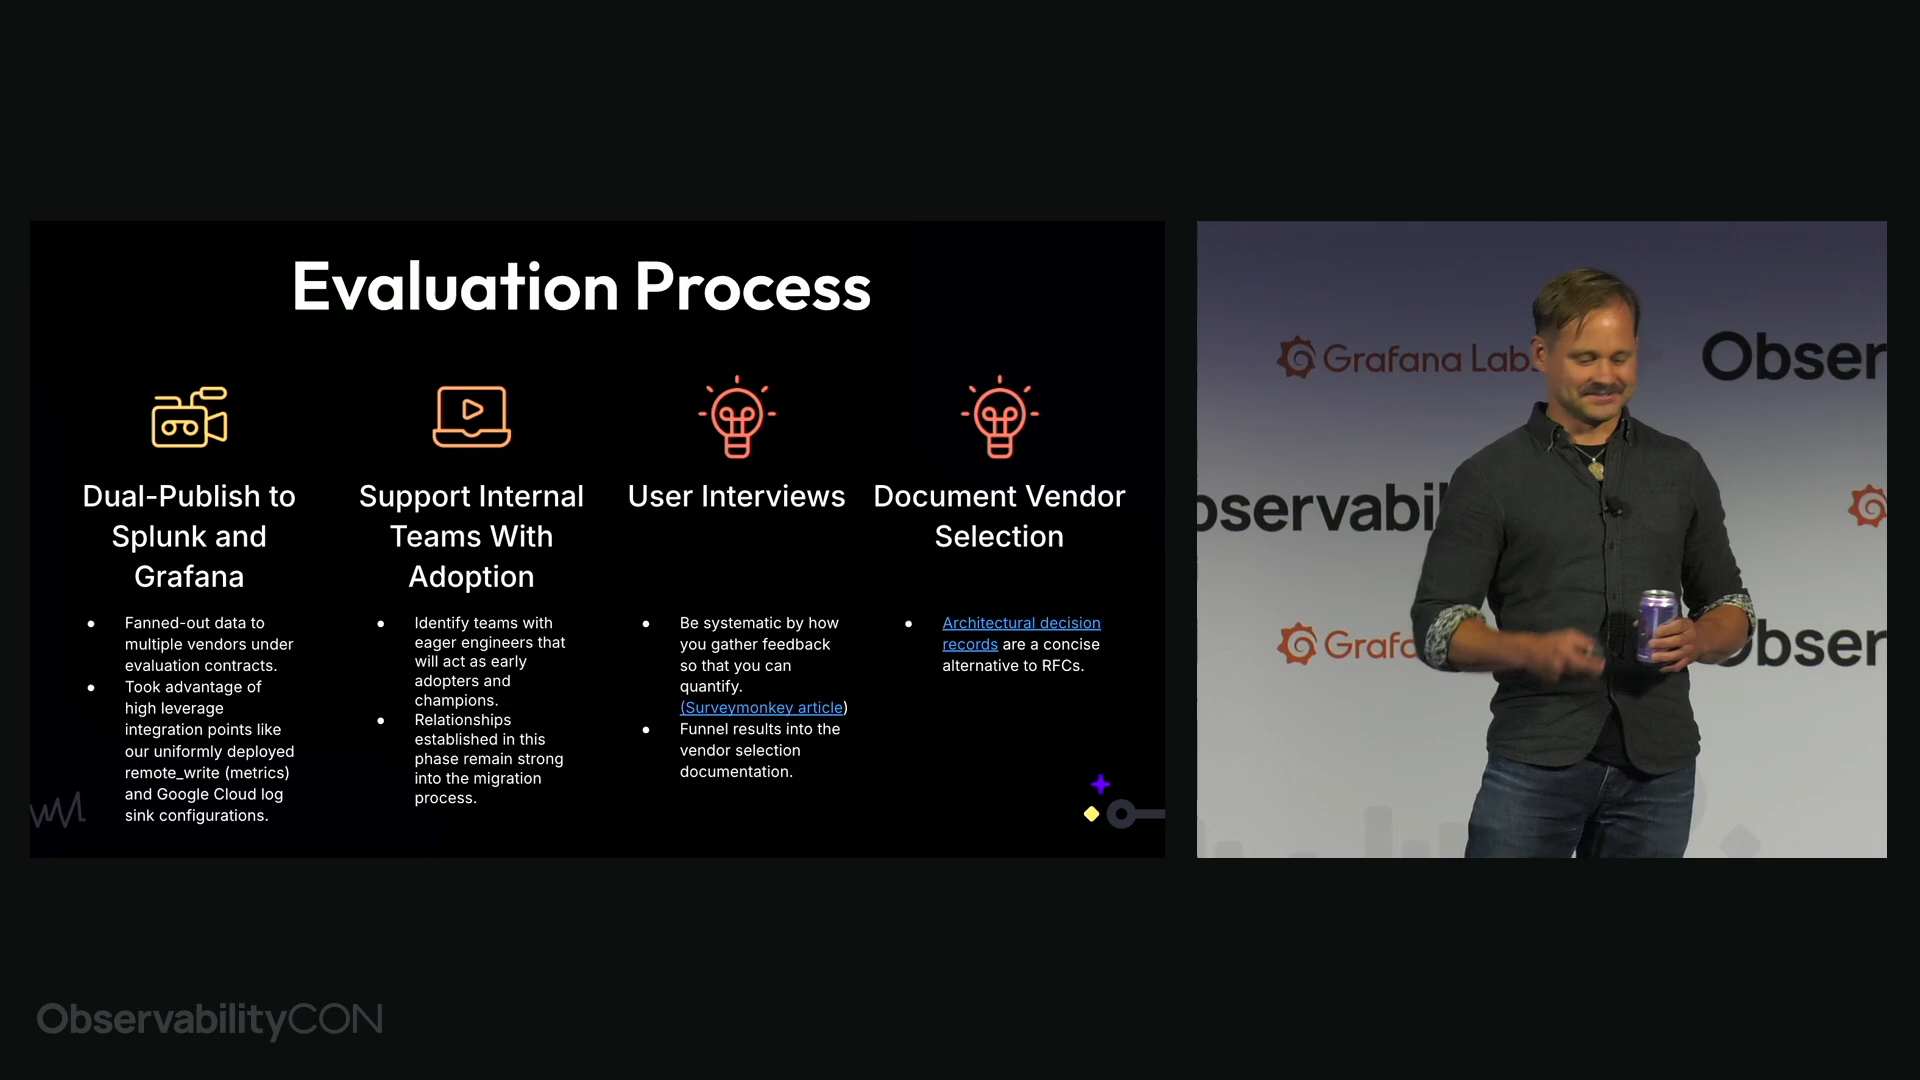 Evaluation Process
Dual-Publish to
Splunk and
Grafana
Fanned-out data to
multiple vendors under
evaluation contracts.
Took advantage of
high leverage
integration points like
our uniformly deployed
remote_write (metrics)
and Google Cloud log
sink configurations.
Support Internal
Teams With
Adoption
Identify teams with
eager engineers that
will act as early
adopters and
champions.
Relationships
established in this
phase remain strong
into the migration
process.
User Interviews
Be systematic by how
you gather feedback
so that you can
quantify.
(Surveymonkey article)
Funnel results into the
vendor selection
documentation.
Document Vendor
Selection
Architectural decision
records are a concise
alternative to RFCs.
Grafana Labs
Obser
bservabil
Grafa
Obser
ObservabilityCON